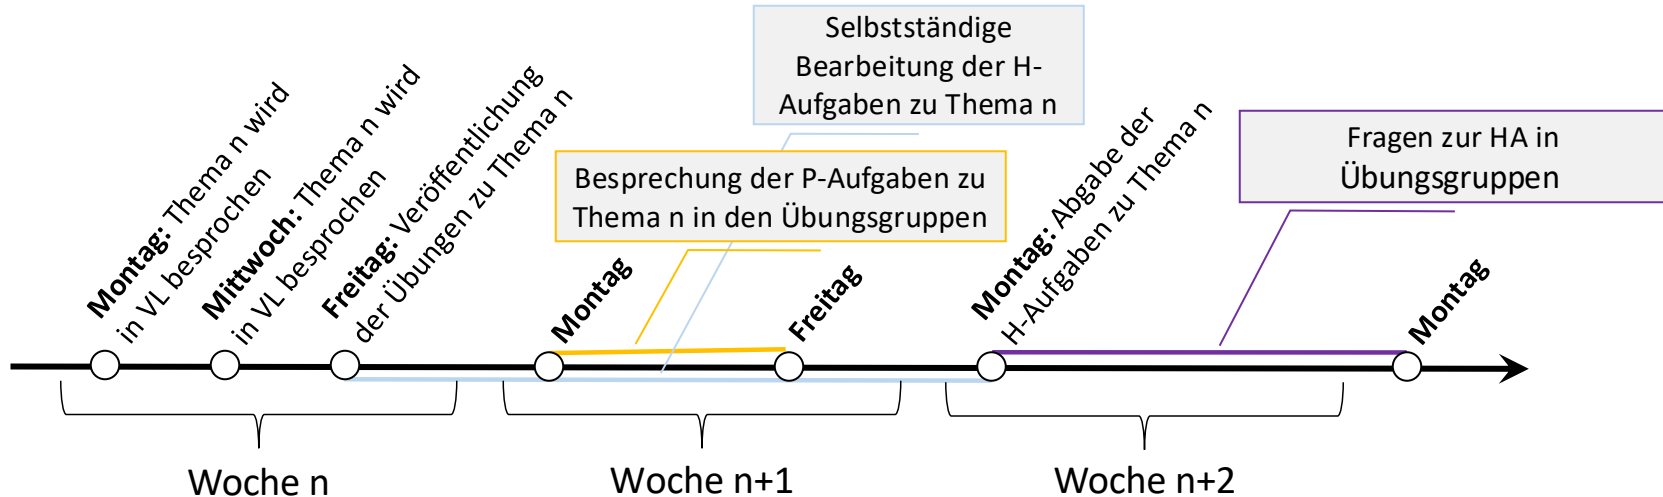 Montag: Thema n wird
in VL besprochen
Mittwoch: Thema n wird
in VL besprochen
Freitag: Veröffentlichung
der Übungen zu Thema n
Selbstständige
Bearbeitung der H-
Aufgaben zu Thema n
Besprechung der P-Aufgaben zu
Thema n in den Übungsgruppen
Montag
Freitag
Montag: Abgabe der
H-Aufgaben zu Thema n
Fragen zur HA in
Übungsgruppen
Montag
Woche n
Woche n+1
Woche n+2